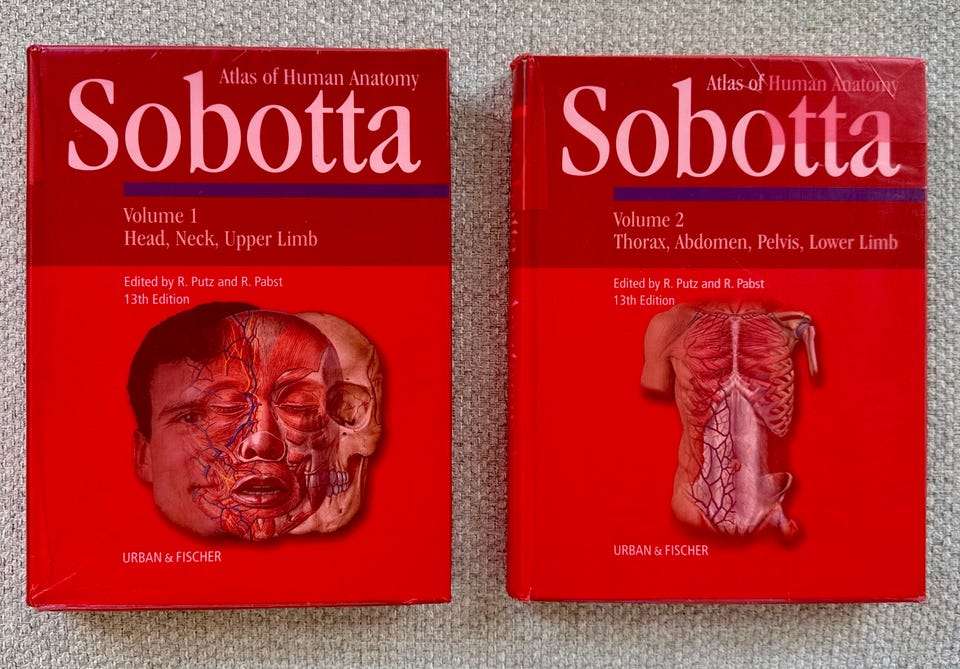 Atlas of Human Anatomy
Sobotta
Volume 1
Head, Neck, Upper Limb
Edited by R. Putz and R. Pabst
13th Edition
URBAN & FISCHER
Atlas of Human Anatomy
Sobotta
Volume 2
Thorax, Abdomen, Pelvis, Lower Limb
Edited by R. Putz and R. Pabst
13th Edition
URBAN & FISCHER